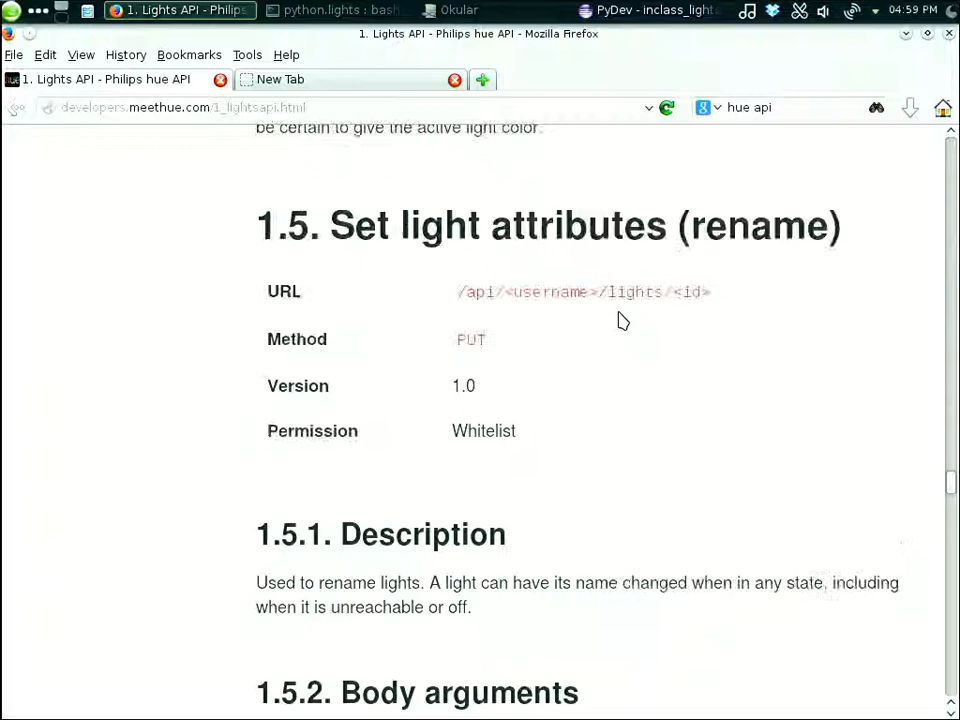 1. Lights API - Philips
python.lights : bash
Okular
PyDev - inclass_lights
04:59 PM
1. Lights API - Philips hue API - Mozilla Firefox
File Edit View History Bookmarks Tools Help
1. Lights API - Philips hue API
New Tab
developers.meethue.com/1_lightsapi.html
hue api
be certain to give the active light color.
1.5. Set light attributes (rename)
URL /api/<username>/lights/<id>
Method PUT
Version 1.0
Permission Whitelist
1.5.1. Description
Used to rename lights. A light can have its name changed when in any state, including
when it is unreachable or off.
1.5.2. Body arguments